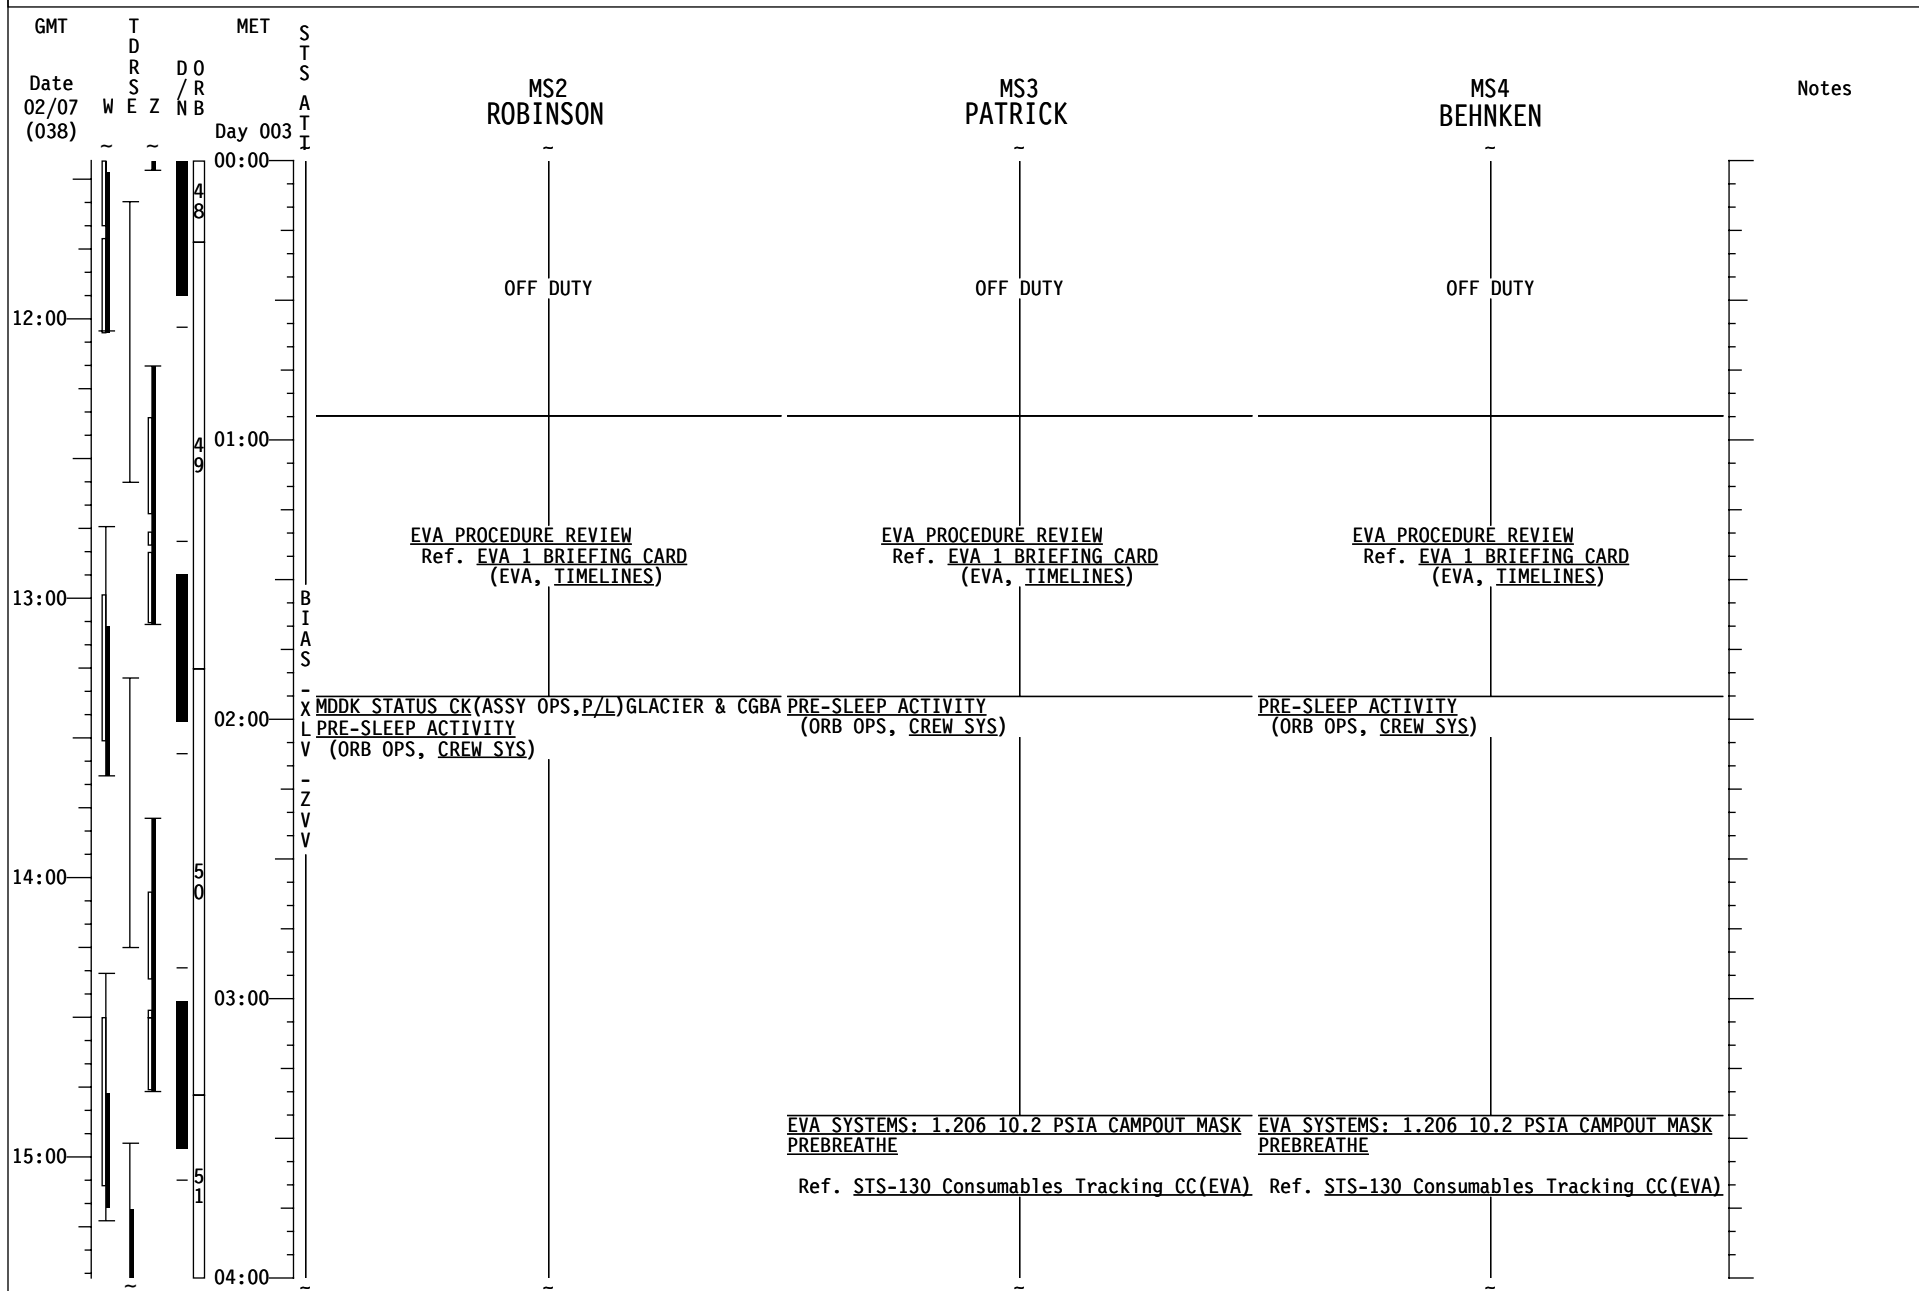 GMT
TDRS
MET
STS ATT
Date
02/07
(038)
W E Z
D/N
ORB
Day 003
MS2
ROBINSON
MS3
PATRICK
MS4
BEHNKEN
Notes
~ ~ ~ ~ ~
00:00
48
OFF DUTY
OFF DUTY
OFF DUTY
12:00
01:00
49
EVA PROCEDURE REVIEW
Ref. EVA 1 BRIEFING CARD
(EVA, TIMELINES)
EVA PROCEDURE REVIEW
Ref. EVA 1 BRIEFING CARD
(EVA, TIMELINES)
EVA PROCEDURE REVIEW
Ref. EVA 1 BRIEFING CARD
(EVA, TIMELINES)
13:00
BIAS -XLV -ZVV
02:00
MDDK STATUS CK(ASSY OPS,P/L)GLACIER & CGBA
PRE-SLEEP ACTIVITY
(ORB OPS, CREW SYS)
PRE-SLEEP ACTIVITY
(ORB OPS, CREW SYS)
PRE-SLEEP ACTIVITY
(ORB OPS, CREW SYS)
14:00
50
03:00
EVA SYSTEMS: 1.206 10.2 PSIA CAMPOUT MASK
PREBREATHE
Ref. STS-130 Consumables Tracking CC(EVA)
EVA SYSTEMS: 1.206 10.2 PSIA CAMPOUT MASK
PREBREATHE
Ref. STS-130 Consumables Tracking CC(EVA)
15:00
51
04:00
~ ~ ~ ~ ~